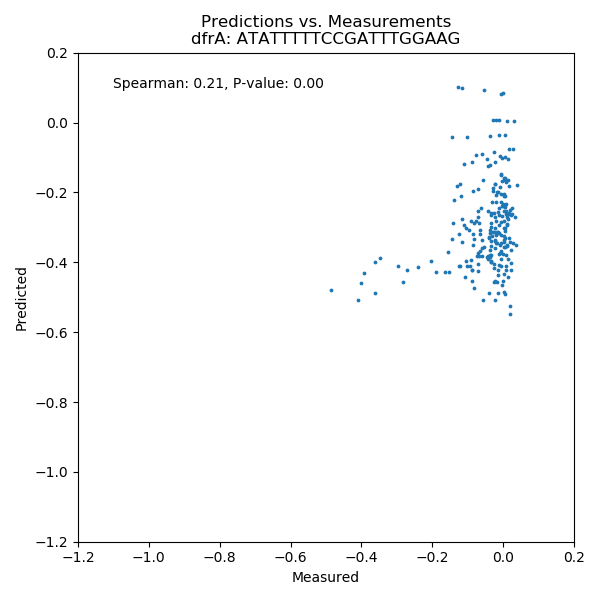 Predictions vs. Measurements
dfrA: ATATTTTTCCGATTTGGAAG
Spearman: 0.21, P-value: 0.00
Predicted
0.2
0.0
−0.2
−0.4
−0.6
−0.8
−1.0
−1.2
−1.2 −1.0 −0.8 −0.6 −0.4 −0.2 0.0 0.2
Measured